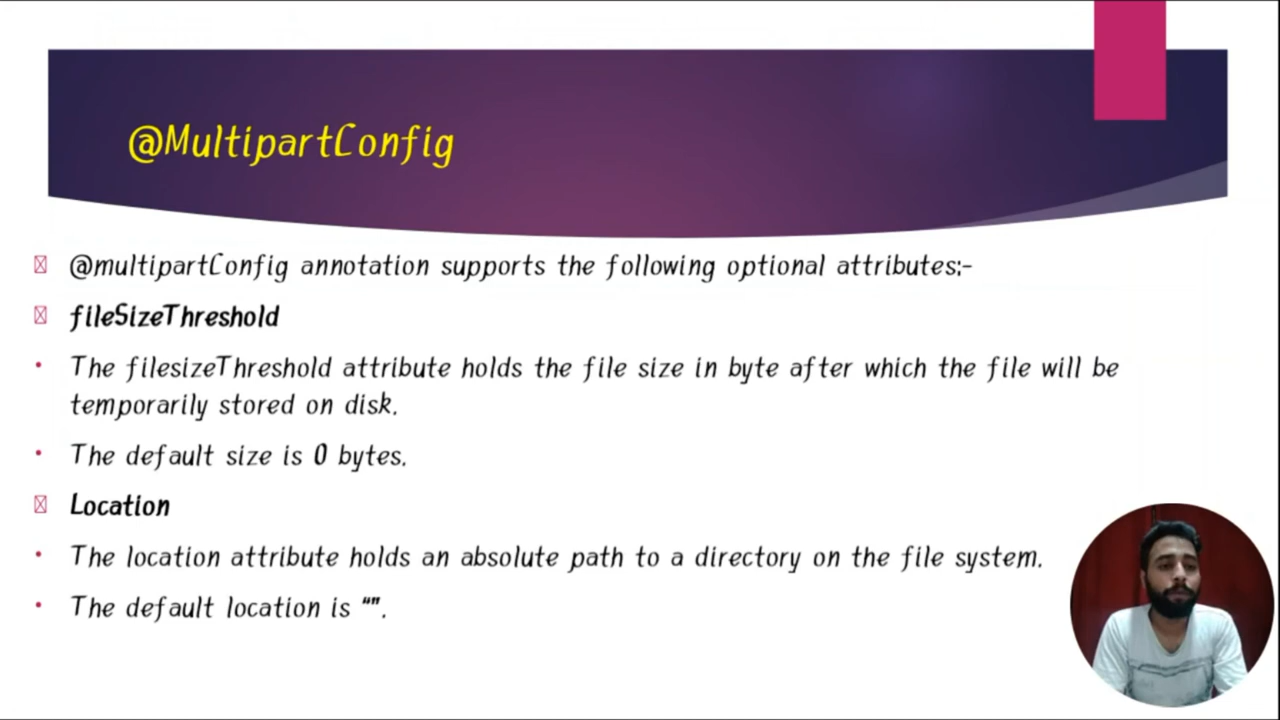 @MultipartConfig
@multipartConfig annotation supports the following optional attributes:-
fileSizeThreshold
The filesizeThreshold attribute holds the file size in byte after which the file will be
temporarily stored on disk.
The default size is 0 bytes.
Location
The location attribute holds an absolute path to a directory on the file system.
The default location is “”.